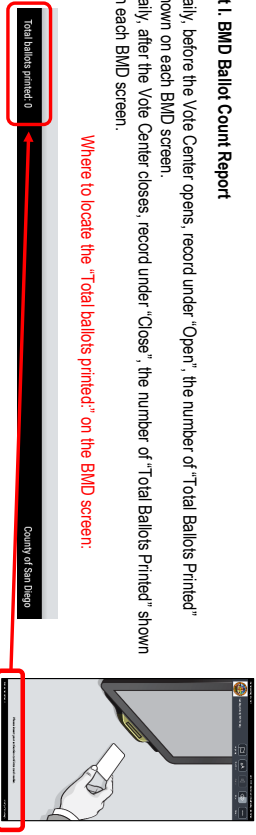 t I. BMD Ballot Count Report
aily, before the Vote Center opens, record under “Open”, the number of “Total Ballots Printed”
own on each BMD screen.
aily, after the Vote Center closes, record under “Close”, the number of “Total Ballots Printed” shown
n each BMD screen.
Where to locate the “Total ballots printed:” on the BMD screen:
Total ballots printed: 0
County of San Diego